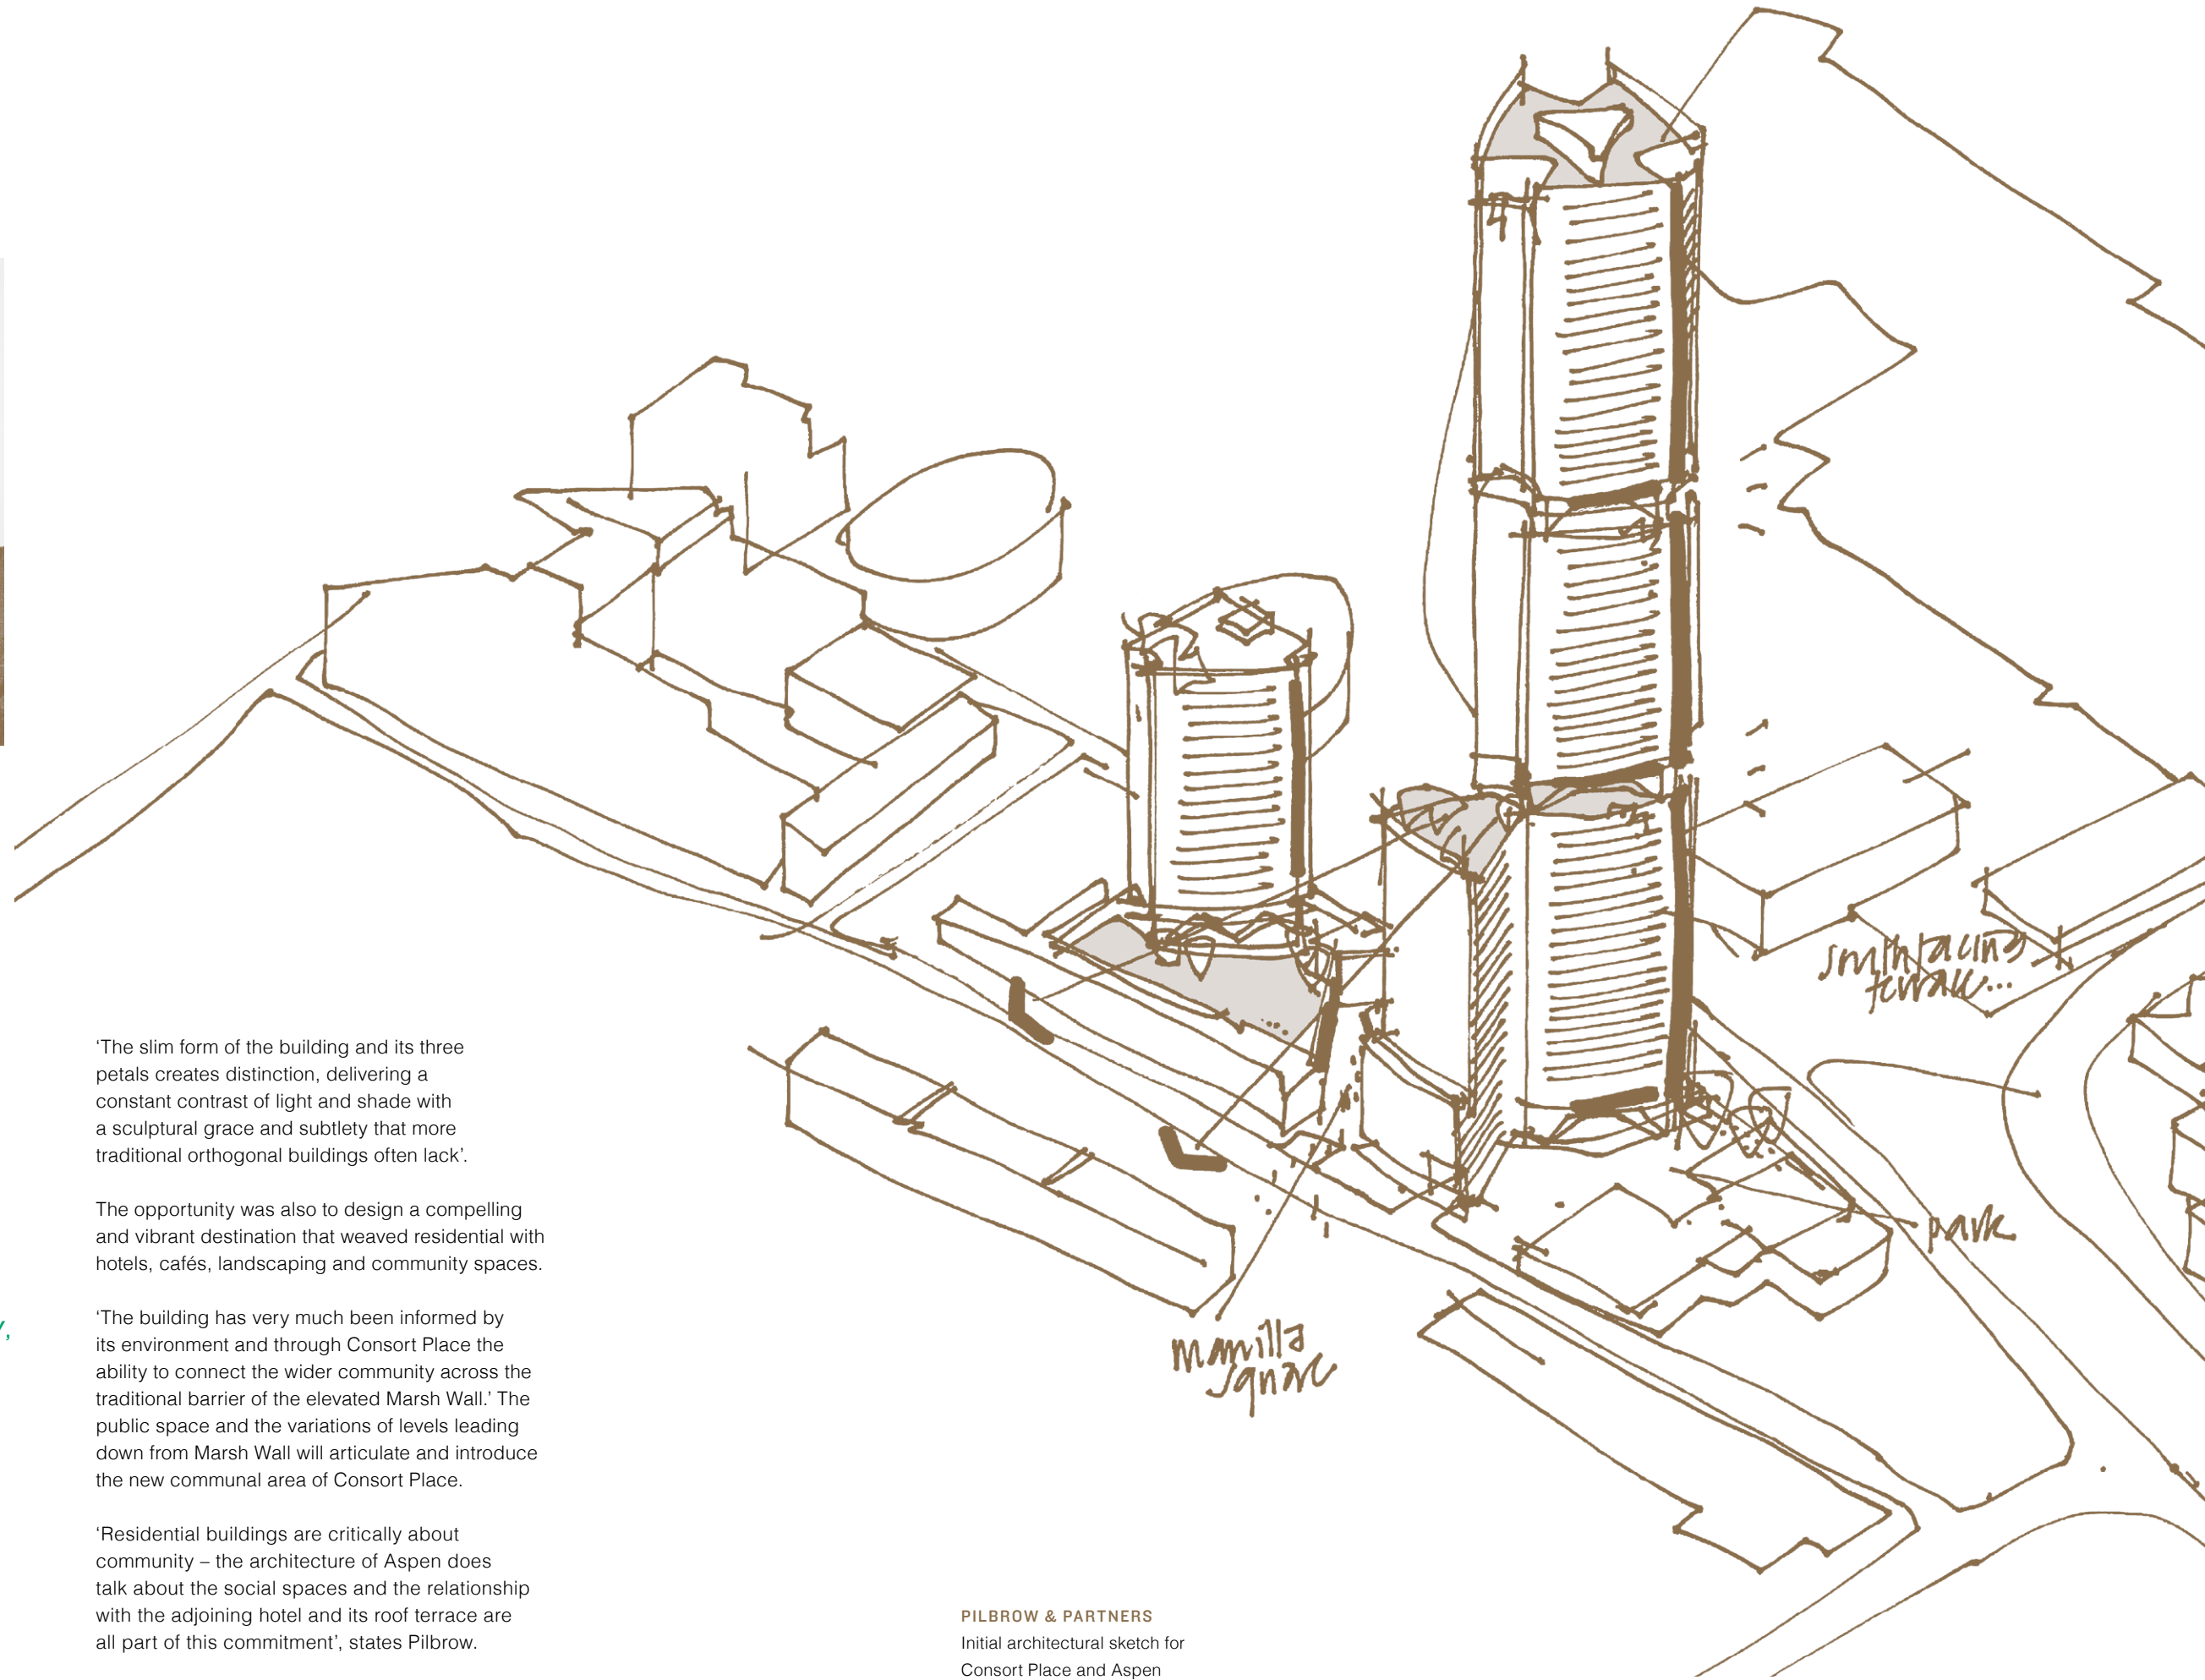 'The slim form of the building and its three
petals creates distinction, delivering a
constant contrast of light and shade with
a sculptural grace and subtlety that more
traditional orthogonal buildings often lack'.
The opportunity was also to design a compelling
and vibrant destination that weaved residential with
hotels, cafés, landscaping and community spaces.
'The building has very much been informed by
its environment and through Consort Place the
ability to connect the wider community across the
traditional barrier of the elevated Marsh Wall.' The
public space and the variations of levels leading
down from Marsh Wall will articulate and introduce
the new communal area of Consort Place.
'Residential buildings are critically about
community – the architecture of Aspen does
talk about the social spaces and the relationship
with the adjoining hotel and its roof terrace are
all part of this commitment', states Pilbrow.
manilla
square
facing
terrace...
park
PILBROW & PARTNERS
Initial architectural sketch for
Consort Place and Aspen